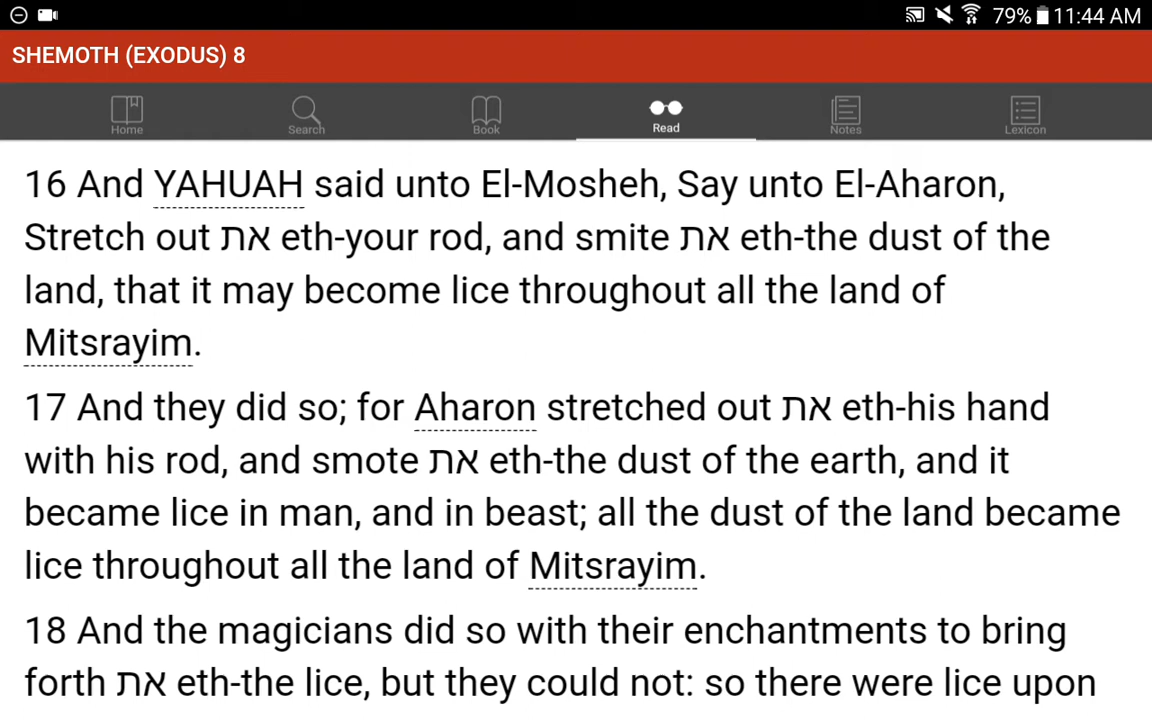 79% 11:44 AM
SHEMOTH (EXODUS) 8
Home Search Book Read Notes Lexicon
16 And YAHUAH said unto El-Mosheh, Say unto El-Aharon,
Stretch out את eth-your rod, and smite את eth-the dust of the
land, that it may become lice throughout all the land of
Mitsrayim.
17 And they did so; for Aharon stretched out את eth-his hand
with his rod, and smote את eth-the dust of the earth, and it
became lice in man, and in beast; all the dust of the land became
lice throughout all the land of Mitsrayim.
18 And the magicians did so with their enchantments to bring
forth את eth-the lice, but they could not: so there were lice upon